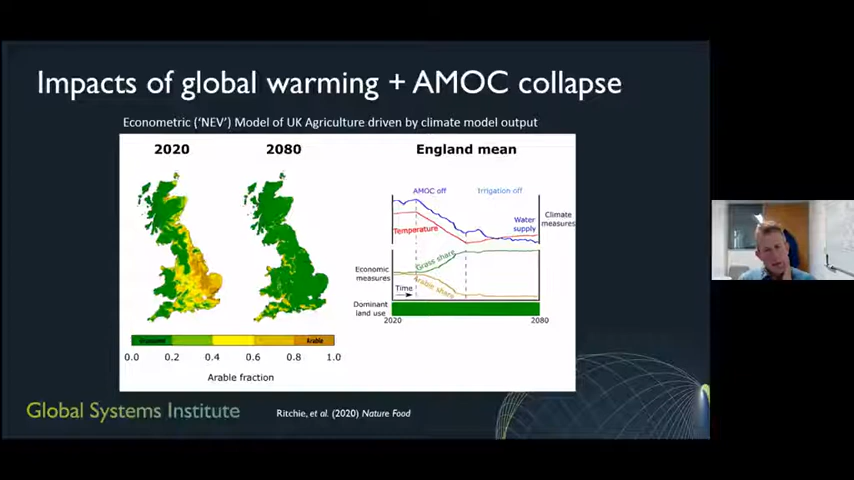 Impacts of global warming + AMOC collapse
Econometric ('NEV') Model of UK Agriculture driven by climate model output
2020
2080
England mean
AMOC off
Irrigation off
Temperature
Water supply
Climate measures
Economic measures
Grass share
Arable share
Time
Dominant land use
2020
2080
Arable
0.0 0.2 0.4 0.6 0.8 1.0
Arable fraction
Global Systems Institute
Ritchie, et al. (2020) Nature Food